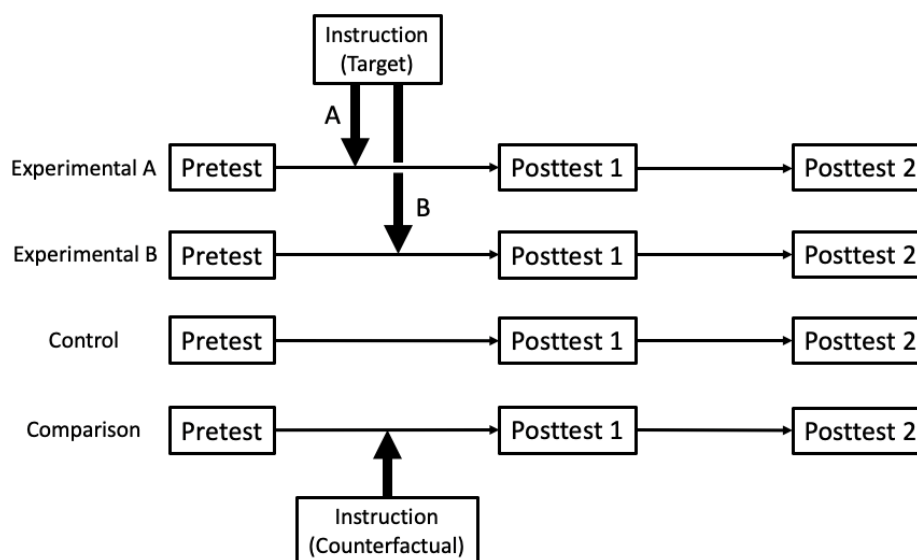 Instruction
(Target)
A
Experimental A Pretest Posttest 1 Posttest 2
B
Experimental B Pretest Posttest 1 Posttest 2
Control Pretest Posttest 1 Posttest 2
Comparison Pretest Posttest 1 Posttest 2
Instruction
(Counterfactual)